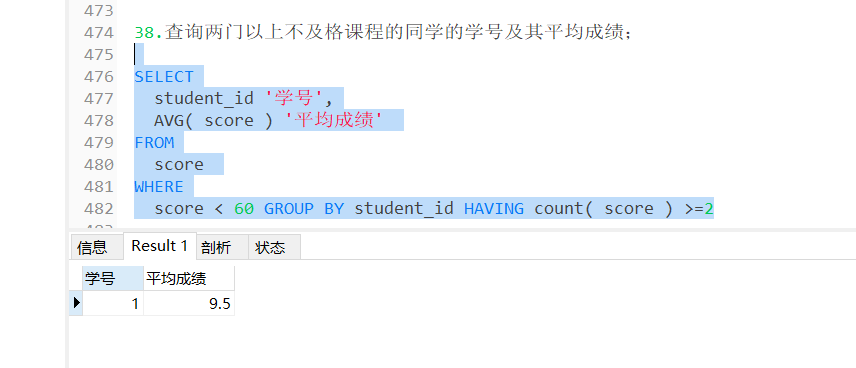 473
474 38.查询两门以上不及格课程的同学的学号及其平均成绩;
475
476 SELECT
477 student_id '学号',
478 AVG( score ) '平均成绩'
479 FROM
480 score
481 WHERE
482 score < 60 GROUP BY student_id HAVING count( score ) >=2
信息 Result 1 剖析 状态
学号 平均成绩
1 9.5